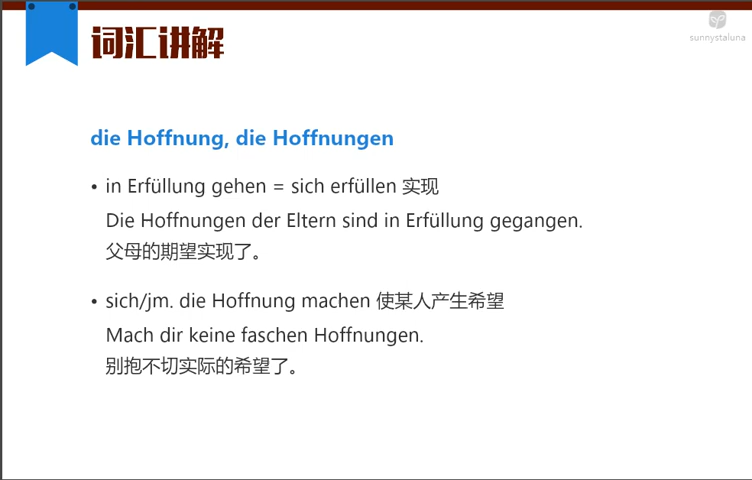 词汇讲解
sunnystaluna
die Hoffnung, die Hoffnungen
• in Erfüllung gehen = sich erfüllen 实现
Die Hoffnungen der Eltern sind in Erfüllung gegangen.
父母的期望实现了。
• sich/jm. die Hoffnung machen 使某人产生希望
Mach dir keine faschen Hoffnungen.
别抱不切实际的希望了。